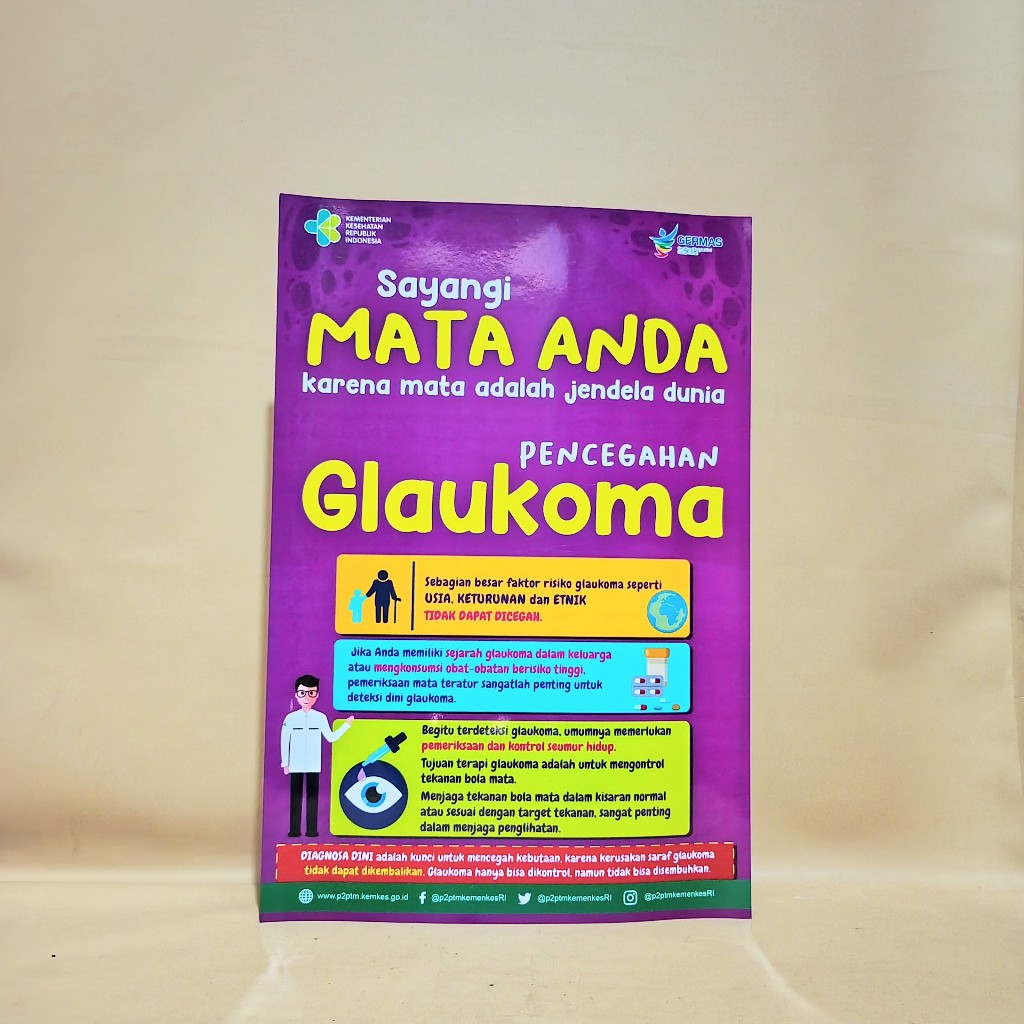 KEMENTERIAN
KESEHATAN
REPUBLIK
INDONESIA
GERMAS
Sayangi
MATA ANDA
karena mata adalah jendela dunia
PENCEGAHAN
Glaukoma
Sebagian besar faktor risiko glaukoma seperti
USIA, KETURUNAN dan ETNIK
TIDAK DAPAT DICEGAH.
Jika Anda memiliki sejarah glaukoma dalam keluarga
atau mengkonsumsi obat-obatan berisiko tinggi,
pemeriksaan mata teratur sangatlah penting untuk
deteksi dini glaukoma.
Begitu terdeteksi glaukoma, umumnya memerlukan
pemeriksaan dan kontrol seumur hidup.
Tujuan terapi glaukoma adalah untuk mengontrol
tekanan bola mata.
Menjaga tekanan bola mata dalam kisaran normal
atau sesuai dengan target tekanan, sangat penting
dalam menjaga penglihatan.
DIAGNOSA DINI adalah kunci untuk mencegah kebutaan, karena kerusakan saraf glaukoma
tidak dapat dikembalikan. Glaukoma hanya bisa dikontrol, namun tidak bisa disembuhkan.
www.p2ptm.kemkes.go.id @p2ptmkemenkesRI @p2ptmkemenkesRI @p2ptmkemenkesRI